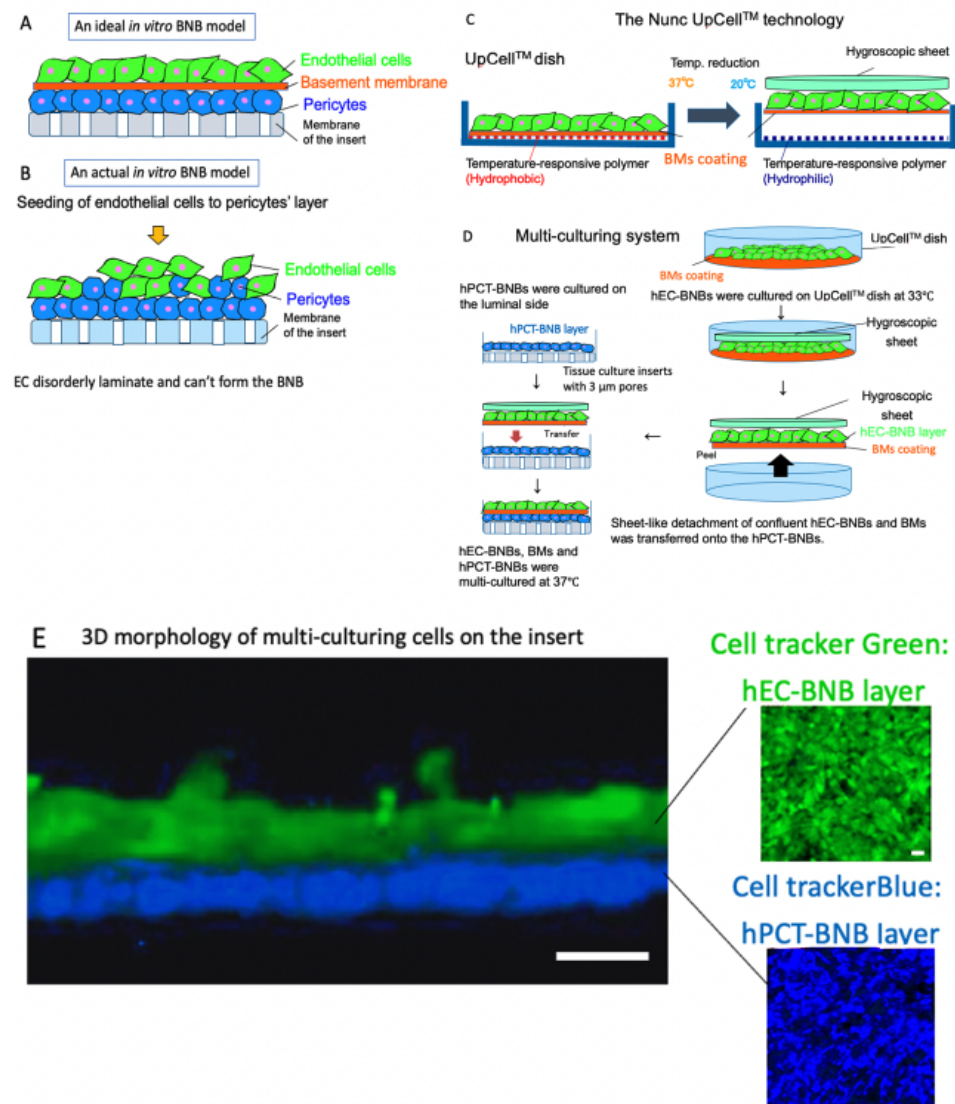 A
An ideal in vitro BNB model
Endothelial cells
Basement membrane
Pericytes
Membrane
of the insert
B
An actual in vitro BNB model
Seeding of endothelial cells to pericytes' layer
Endothelial cells
Pericytes
Membrane
of the insert
EC disorderly laminate and can't form the BNB
C
The Nunc UpCell™ technology
UpCell™ dish
Temp. reduction
37℃
20℃
Hygroscopic sheet
BMs coating
Temperature-responsive polymer
(Hydrophobic)
Temperature-responsive polymer
(Hydrophilic)
D
Multi-culturing system
UpCell™ dish
BMs coating
hPCT-BNBs were cultured on
the luminal side
hEC-BNBs were cultured on UpCell™ dish at 33℃
hPCT-BNB layer
Hygroscopic
sheet
Tissue culture inserts
with 3 μm pores
Hygroscopic
sheet
hEC-BNB layer
BMs coating
Transfer
Peel
Sheet-like detachment of confluent hEC-BNBs and BMs
was transferred onto the hPCT-BNBs.
hEC-BNBs, BMs and
hPCT-BNBs were
multi-cultured at 37℃
E
3D morphology of multi-culturing cells on the insert
Cell tracker Green:
hEC-BNB layer
Cell trackerBlue:
hPCT-BNB layer